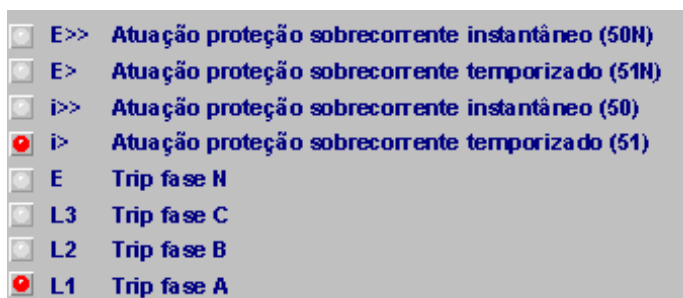 E>> Atuação proteção sobrecorrente instantâneo (50N)
E> Atuação proteção sobrecorrente temporizado (51N)
i>> Atuação proteção sobrecorrente instantâneo (50)
i> Atuação proteção sobrecorrente temporizado (51)
E Trip fase N
L3 Trip fase C
L2 Trip fase B
L1 Trip fase A